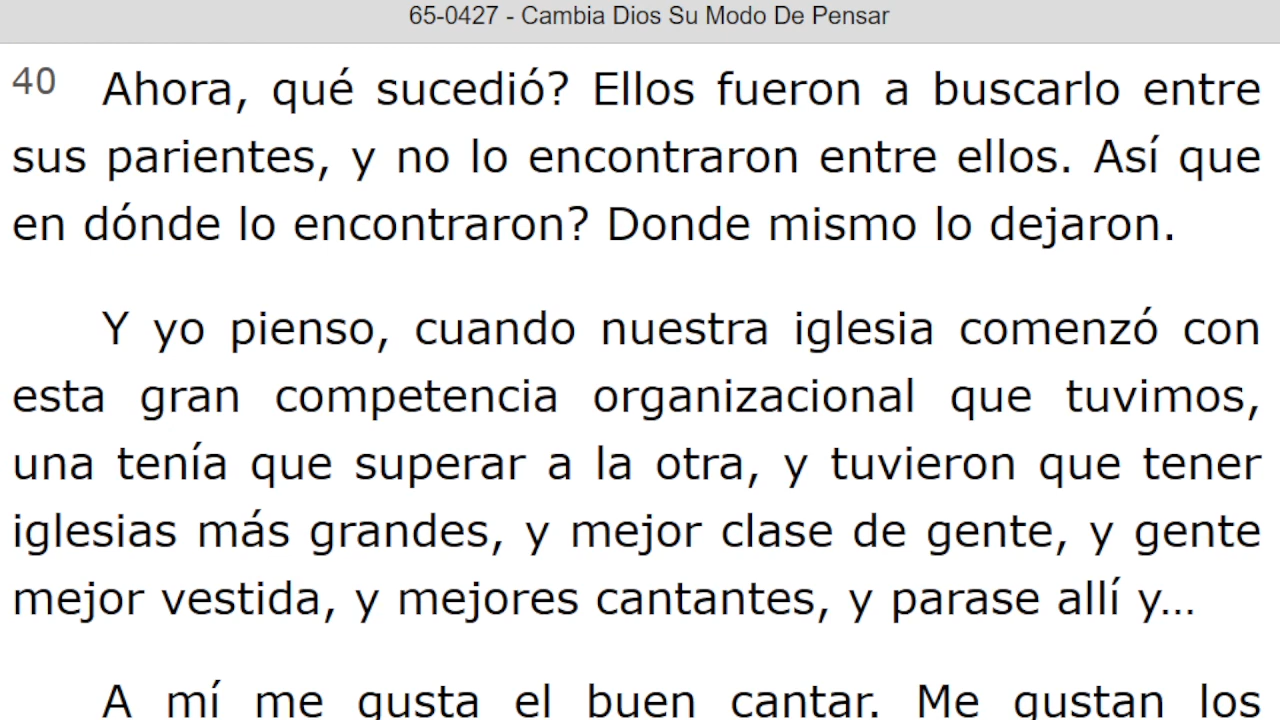 65-0427 - Cambia Dios Su Modo De Pensar
40 Ahora, qué sucedió? Ellos fueron a buscarlo entre
sus parientes, y no lo encontraron entre ellos. Así que
en dónde lo encontraron? Donde mismo lo dejaron.
Y yo pienso, cuando nuestra iglesia comenzó con
esta gran competencia organizacional que tuvimos,
una tenía que superar a la otra, y tuvieron que tener
iglesias más grandes, y mejor clase de gente, y gente
mejor vestida, y mejores cantantes, y parase allí y...
A mí me gusta el buen cantar. Me gustan los